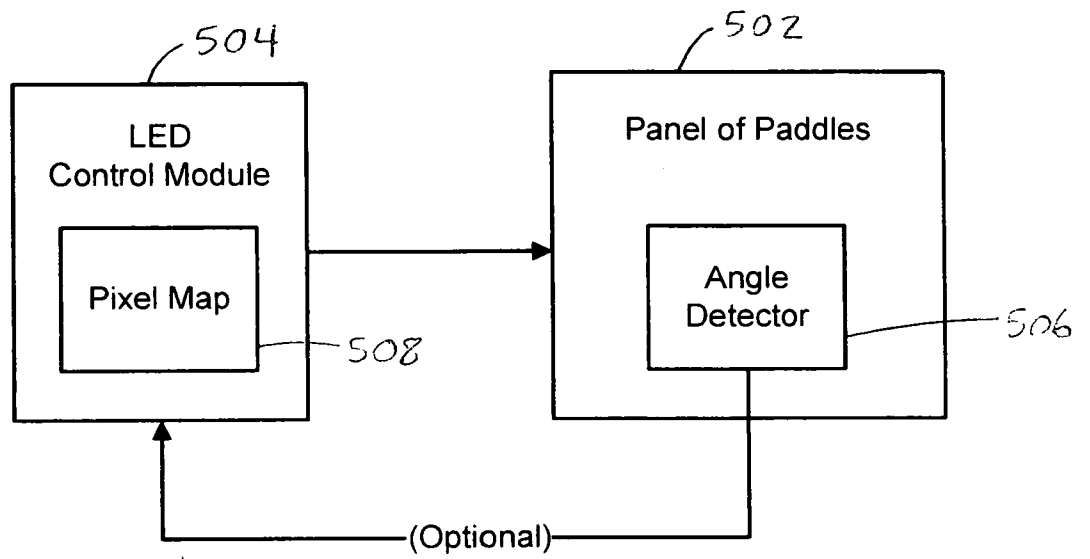 504
502
LED
Control Module
Panel of Paddles
Pixel Map
Angle
Detector
508
506
(Optional)